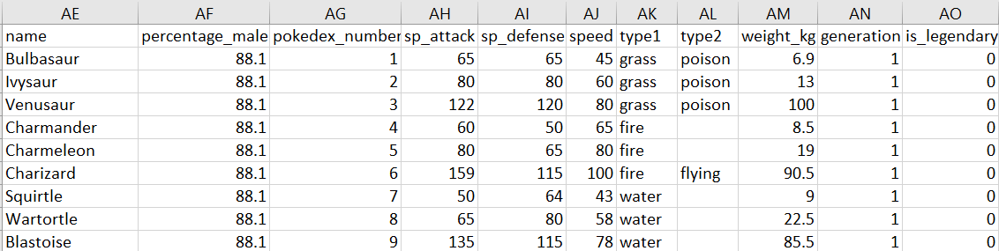 AE AF AG AH AI AJ AK AL AM AN AO
name percentage_male pokedex_number sp_attack sp_defense speed type1 type2 weight_kg generation is_legendary
Bulbasaur 88.1 1 65 65 45 grass poison 6.9 1 0
Ivysaur 88.1 2 80 80 60 grass poison 13 1 0
Venusaur 88.1 3 122 120 80 grass poison 100 1 0
Charmander 88.1 4 60 50 65 fire 8.5 1 0
Charmeleon 88.1 5 80 65 80 fire 19 1 0
Charizard 88.1 6 159 115 100 fire flying 90.5 1 0
Squirtle 88.1 7 50 64 43 water 9 1 0
Wartortle 88.1 8 65 80 58 water 22.5 1 0
Blastoise 88.1 9 135 115 78 water 85.5 1 0